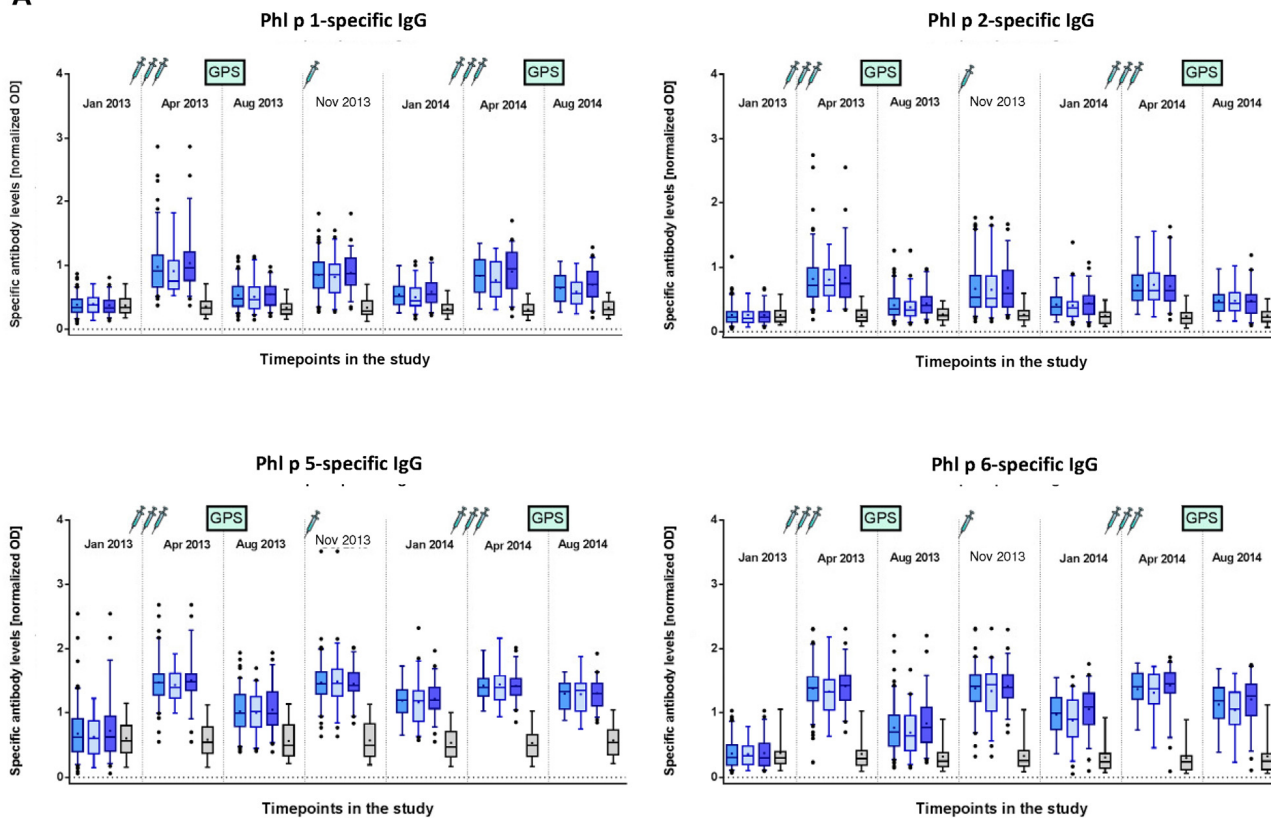 A
Phl p 1-specific IgG
Specific antibody levels [normalized OD]
GPS
GPS
4
3
2
1
0
Jan 2013
Apr 2013
Aug 2013
Nov 2013
Jan 2014
Apr 2014
Aug 2014
Timepoints in the study
Phl p 2-specific IgG
Specific antibody levels [normalized OD]
GPS
GPS
4
3
2
1
0
Jan 2013
Apr 2013
Aug 2013
Nov 2013
Jan 2014
Apr 2014
Aug 2014
Timepoints in the study
Phl p 5-specific IgG
Specific antibody levels [normalized OD]
GPS
GPS
4
3
2
1
0
Jan 2013
Apr 2013
Aug 2013
Nov 2013
Jan 2014
Apr 2014
Aug 2014
Timepoints in the study
Phl p 6-specific IgG
Specific antibody levels [normalized OD]
GPS
GPS
4
3
2
1
0
Jan 2013
Apr 2013
Aug 2013
Nov 2013
Jan 2014
Apr 2014
Aug 2014
Timepoints in the study